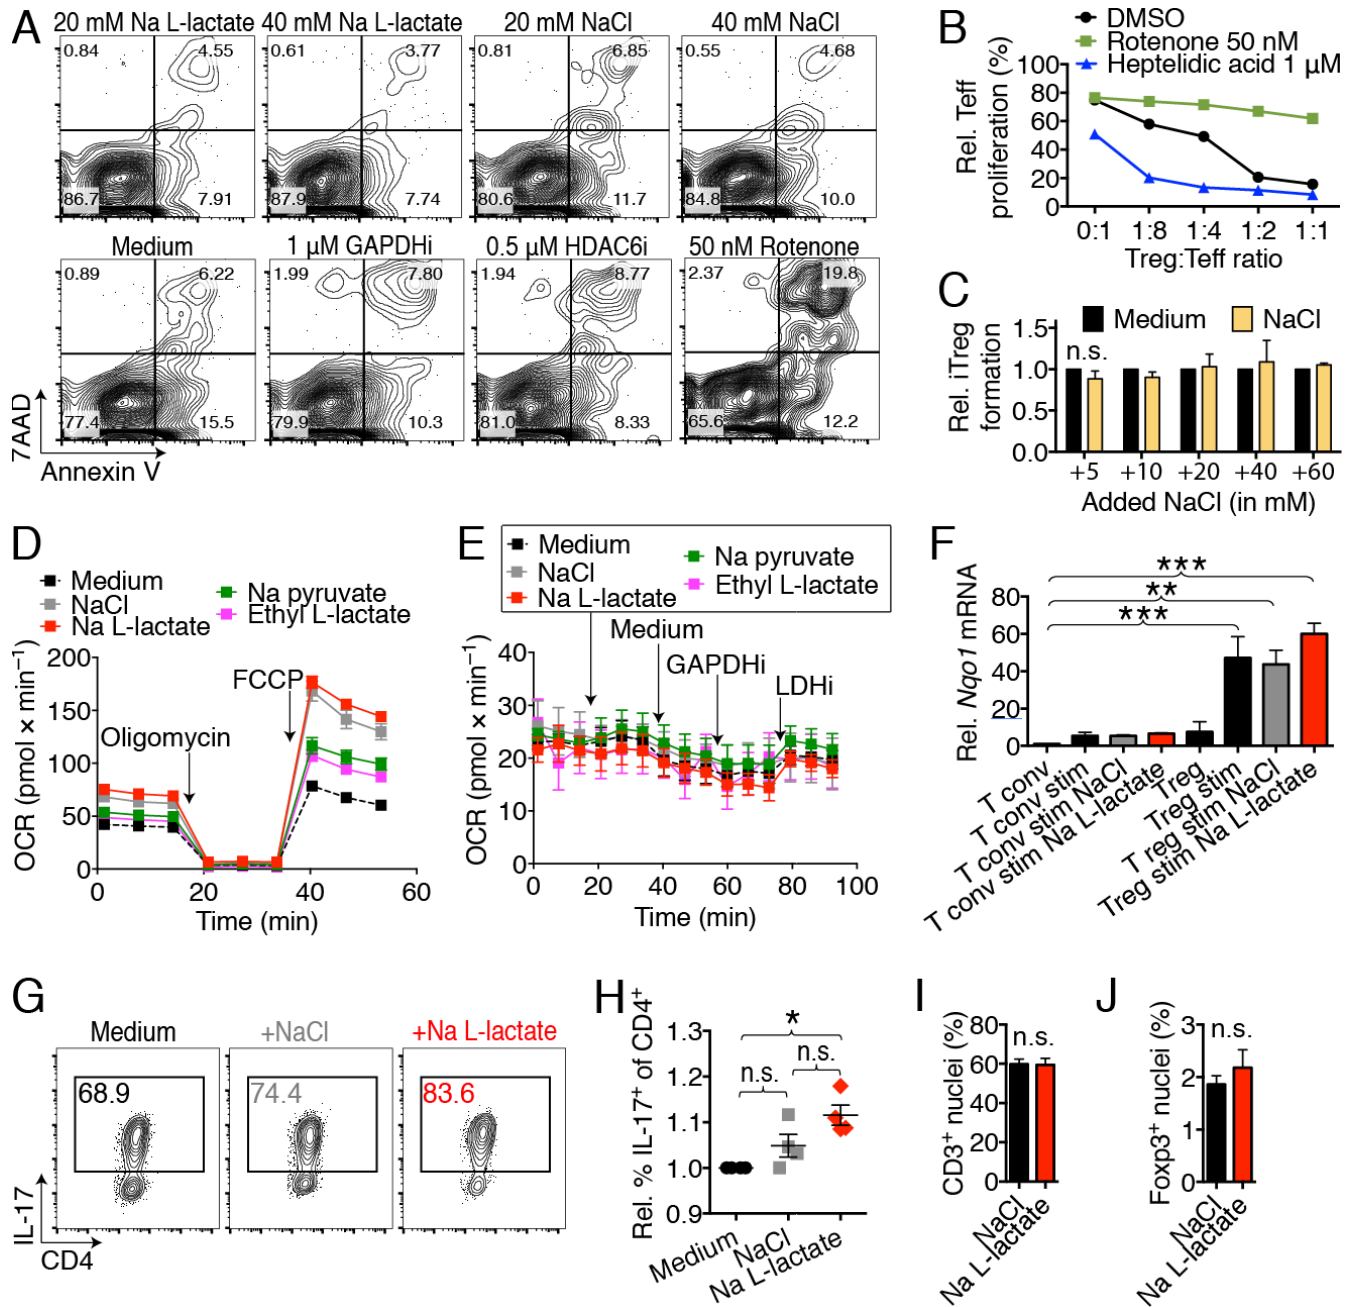 A
20 mM Na L-lactate 40 mM Na L-lactate 20 mM NaCl 40 mM NaCl
0.84 4.55 0.61 3.77 0.81 6.85 0.55 4.68
86.7 7.91 87.9 7.74 80.6 11.7 84.8 10.0
Medium 1 µM GAPDHi 0.5 µM HDAC6i 50 nM Rotenone
0.89 6.22 1.99 7.80 1.94 8.77 2.37 19.8
77.4 15.5 79.9 10.3 81.0 8.33 65.6 12.2
7AAD
Annexin V
B
DMSO
Rotenone 50 nM
Heptelidic acid 1 µM
Rel. Teff
proliferation (%)
100
80
60
40
20
0
0:1 1:8 1:4 1:2 1:1
Treg:Teff ratio
C
Medium NaCl
Rel. iTreg
formation
1.5
1.0
0.5
0.0
n.s.
+5 +10 +20 +40 +60
Added NaCl (in mM)
D
Medium
NaCl
Na L-lactate
Na pyruvate
Ethyl L-lactate
OCR (pmol × min⁻¹)
200
150
100
50
0
Oligomycin
FCCP
0 20 40 60
Time (min)
E
Medium
NaCl
Na L-lactate
Na pyruvate
Ethyl L-lactate
OCR (pmol × min⁻¹)
40
30
20
10
0
Medium
GAPDHi
LDHi
0 20 40 60 80 100
Time (min)
F
Rel. Nqo1 mRNA
80
60
40
20
0
***
**
***
T conv
T conv stim
T conv stim NaCl
T conv stim Na L-lactate
Treg
Treg stim
T reg stim NaCl
Treg stim Na L-lactate
G
Medium +NaCl +Na L-lactate
68.9 74.4 83.6
IL-17
CD4
H
Rel. % IL-17⁺ of CD4⁺
1.3
1.2
1.1
1.0
0.9
*
n.s.
n.s.
Medium
NaCl
Na L-lactate
I
CD3⁺ nuclei (%)
80
60
40
20
0
n.s.
NaCl
Na L-lactate
J
Foxp3⁺ nuclei (%)
3
2
1
0
n.s.
NaCl
Na L-lactate